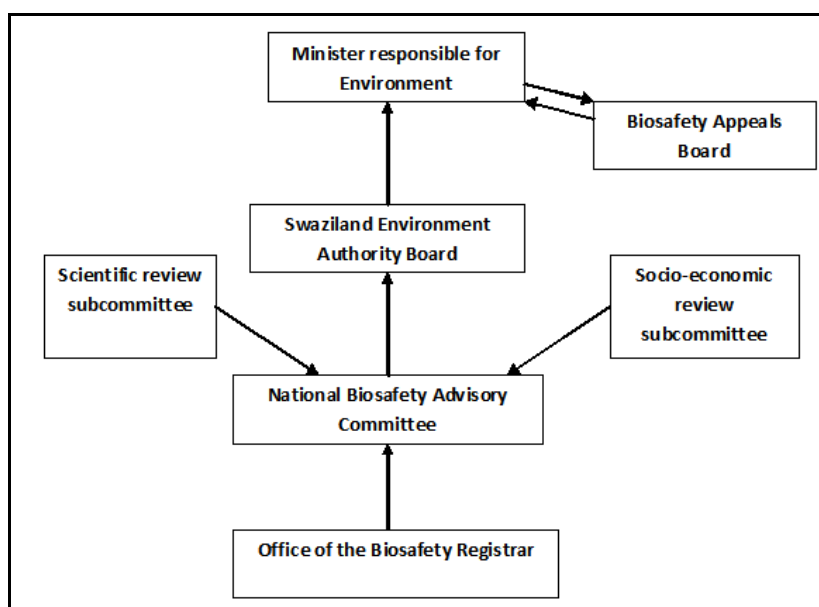 Minister responsible for
Environment
Biosafety Appeals
Board
Swaziland Environment
Authority Board
Scientific review
subcommittee
Socio-economic
review
subcommittee
National Biosafety Advisory
Committee
Office of the Biosafety Registrar